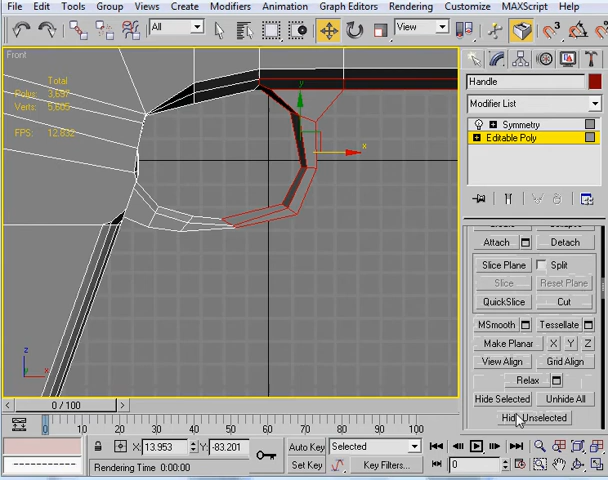 File Edit Tools Group Views Create Modifiers Animation Graph Editors Rendering Customize MAXScript Help
All View
Front
Total
Polys: 3,697
Verts: 5,605
FPS: 12.832
y
x
z
x
Handle
Modifier List
Symmetry
Editable Poly
Attach Detach
Slice Plane Split
Slice Reset Plane
QuickSlice Cut
MSmooth Tessellate
Make Planar X Y Z
View Align Grid Align
Relax
Hide Selected Unhide All
Hide Unselected
0 / 100
0 10 20 30 40 50 60 70 80 90 100
X: 13.953 Y: -83.201 Auto Key Selected
Rendering Time 0:00:00 Set Key Key Filters... 0